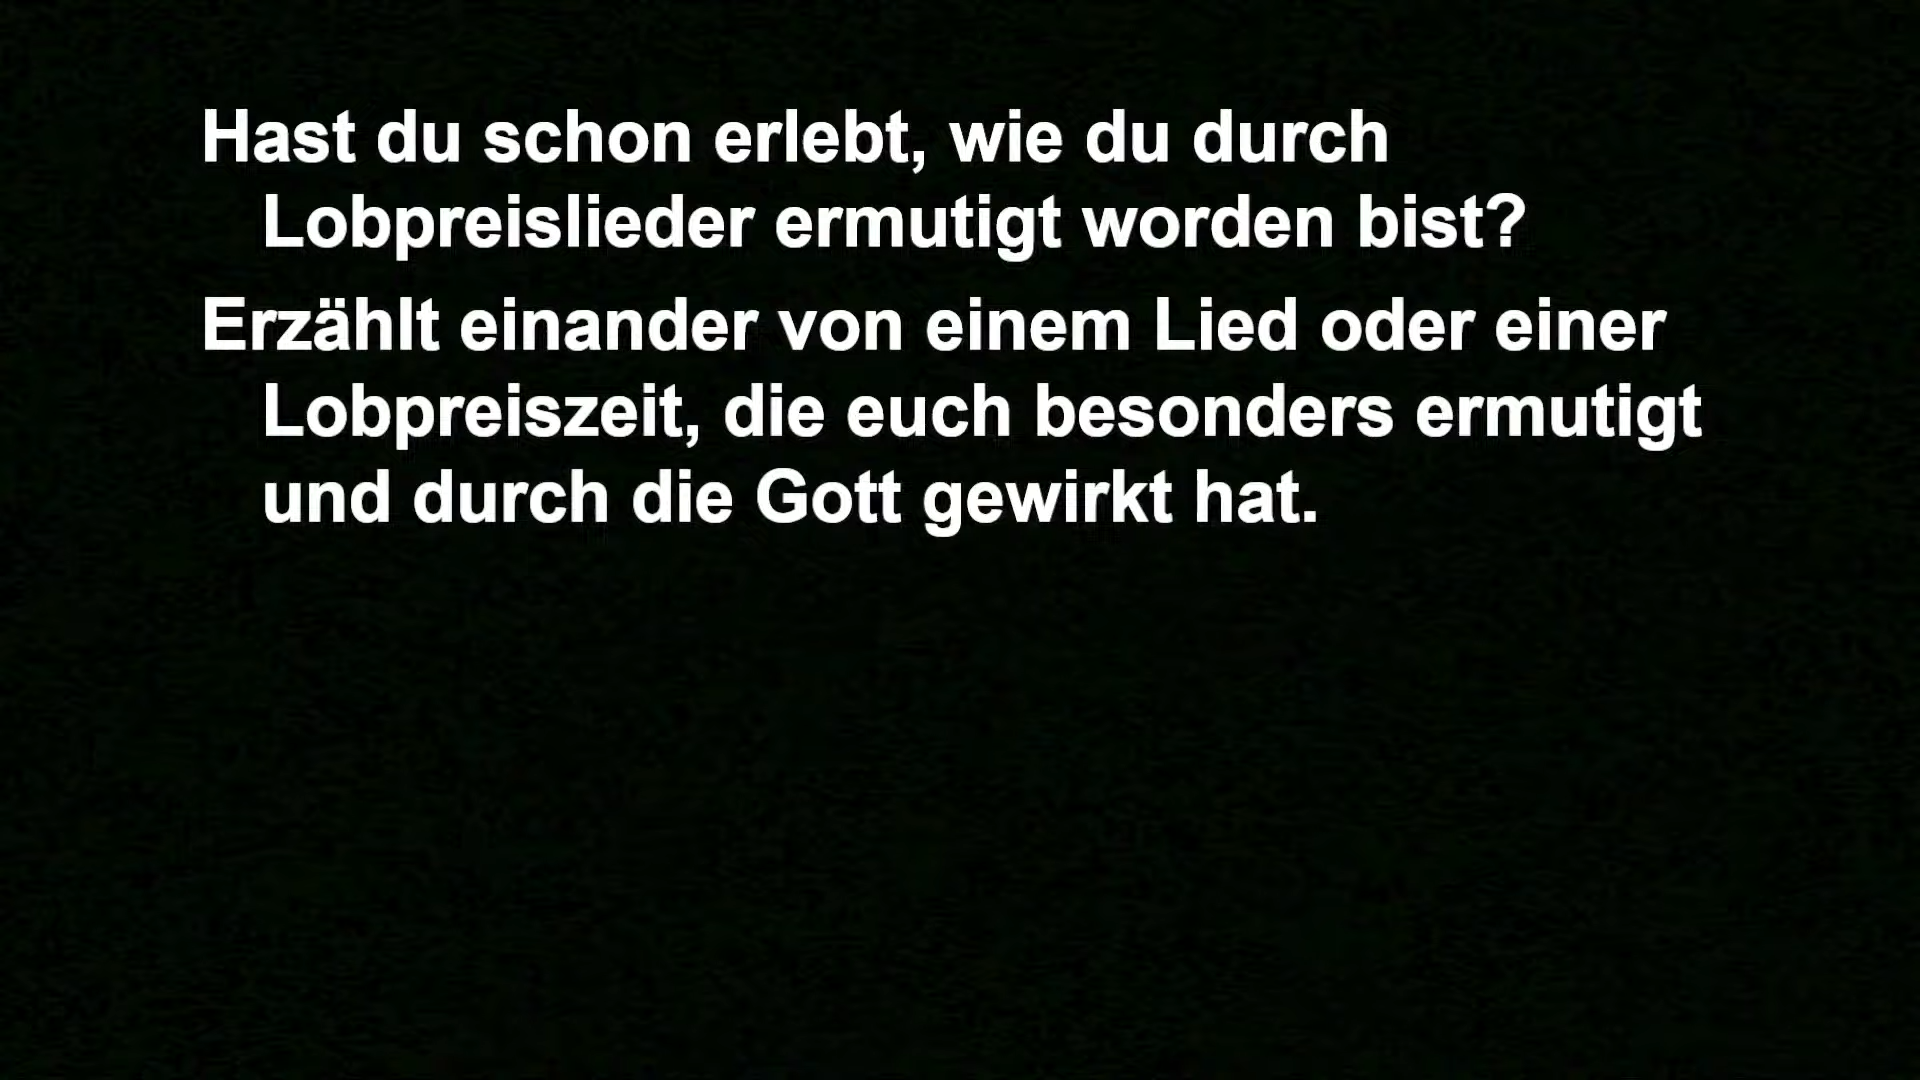 Hast du schon erlebt, wie du durch
Lobpreislieder ermutigt worden bist?
Erzählt einander von einem Lied oder einer
Lobpreiszeit, die euch besonders ermutigt
und durch die Gott gewirkt hat.